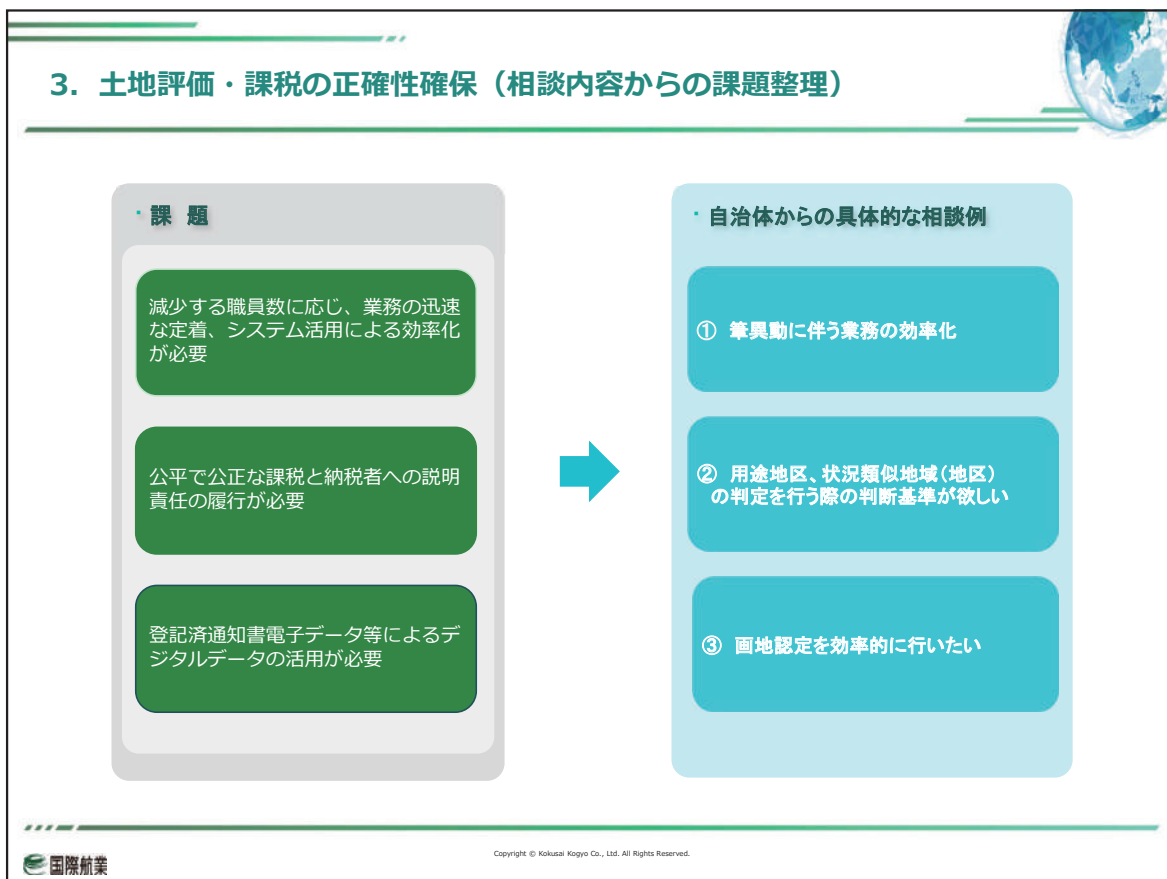 3. 土地評価・課税の正確性確保（相談内容からの課題整理）
・課 題
減少する職員数に応じ、業務の迅速
な定着、システム活用による効率化
が必要
公平で公正な課税と納税者への説明
責任の履行が必要
登記済通知書電子データ等によるデ
ジタルデータの活用が必要
・自治体からの具体的な相談例
① 筆異動に伴う業務の効率化
② 用途地区、状況類似地域（地区）
の判定を行う際の判断基準が欲しい
③ 画地認定を効率的に行いたい
国際航業
Copyright © Kokusai Kogyo Co., Ltd. All Rights Reserved.